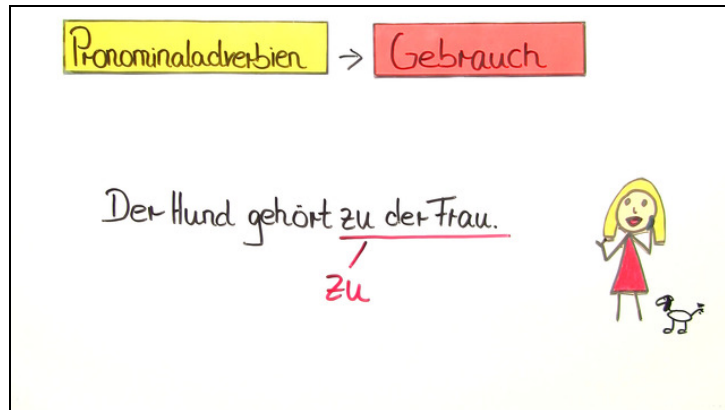 Pronominaladverbien → Gebrauch
Der Hund gehört zu der Frau.
zu